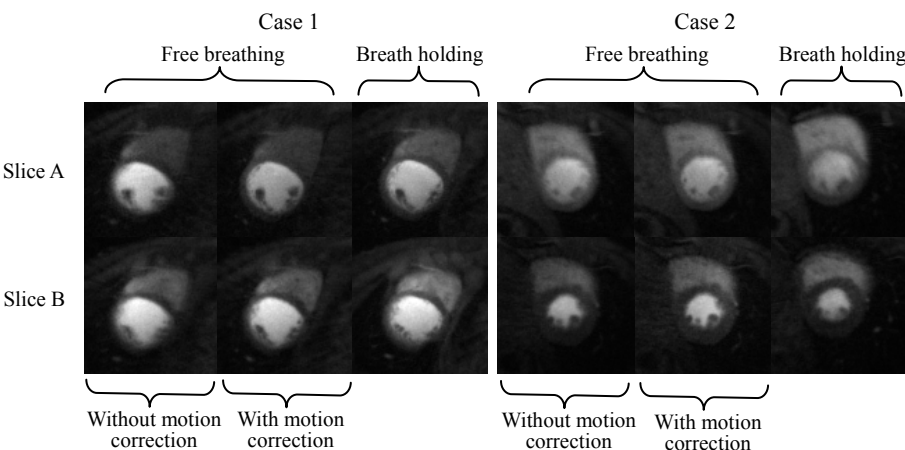 Case 1
Case 2
Free breathing
Breath holding
Free breathing
Breath holding
Slice A
Slice B
Without motion
correction
With motion
correction
Without motion
correction
With motion
correction